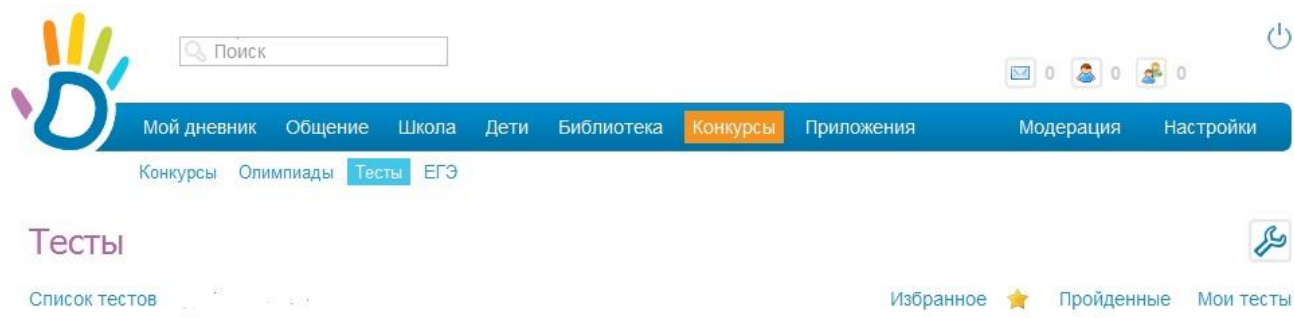 Поиск
0 0 0
Мой дневник Общение Школа Дети Библиотека Конкурсы Приложения Модерация Настройки
Конкурсы Олимпиады Тесты ЕГЭ
Тесты
Список тестов Избранное Пройденные Мои тесты